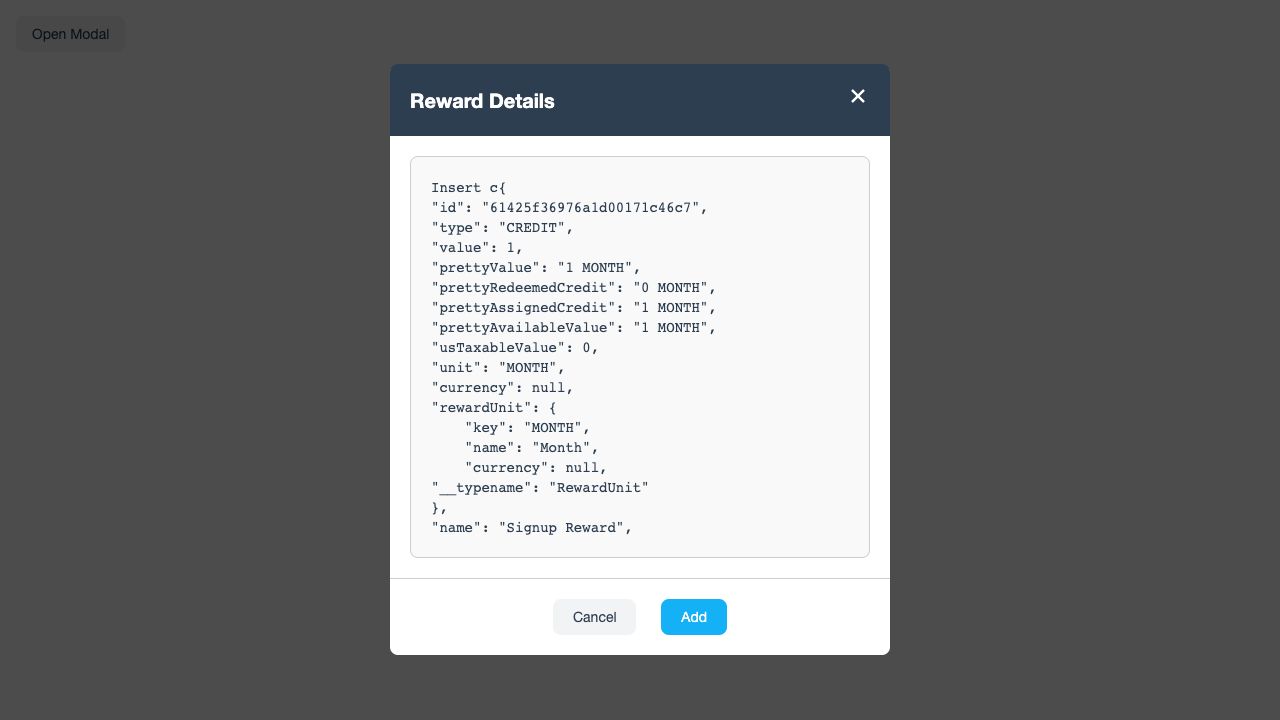 Open Modal
Reward Details
Insert c{
"id": "61425f36976a1d00171c46c7",
"type": "CREDIT",
"value": 1,
"prettyValue": "1 MONTH",
"prettyRedeemedCredit": "0 MONTH",
"prettyAssignedCredit": "1 MONTH",
"prettyAvailableValue": "1 MONTH",
"usTaxableValue": 0,
"unit": "MONTH",
"currency": null,
"rewardUnit": {
    "key": "MONTH",
    "name": "Month",
    "currency": null,
"__typename": "RewardUnit"
},
"name": "Signup Reward",
Cancel
Add